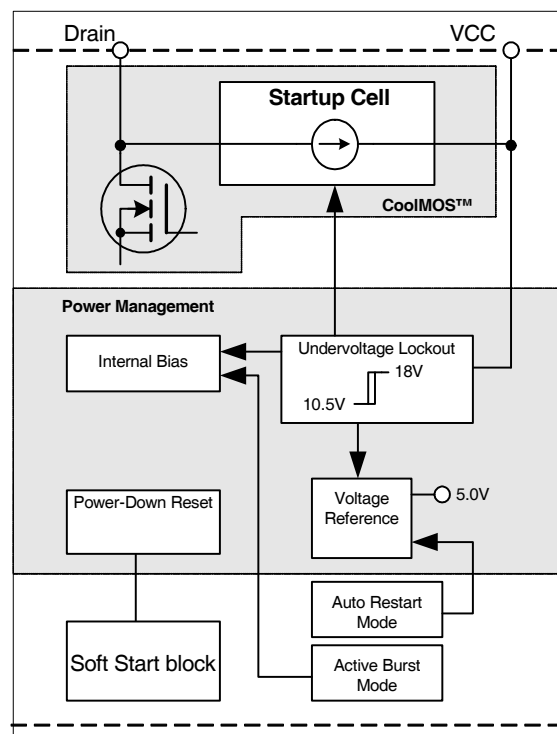 Drain
VCC
Startup Cell
CoolMOS™
Power Management
Internal Bias
Undervoltage Lockout
18V
10.5V
Power-Down Reset
Voltage
Reference
5.0V
Auto Restart
Mode
Soft Start block
Active Burst
Mode